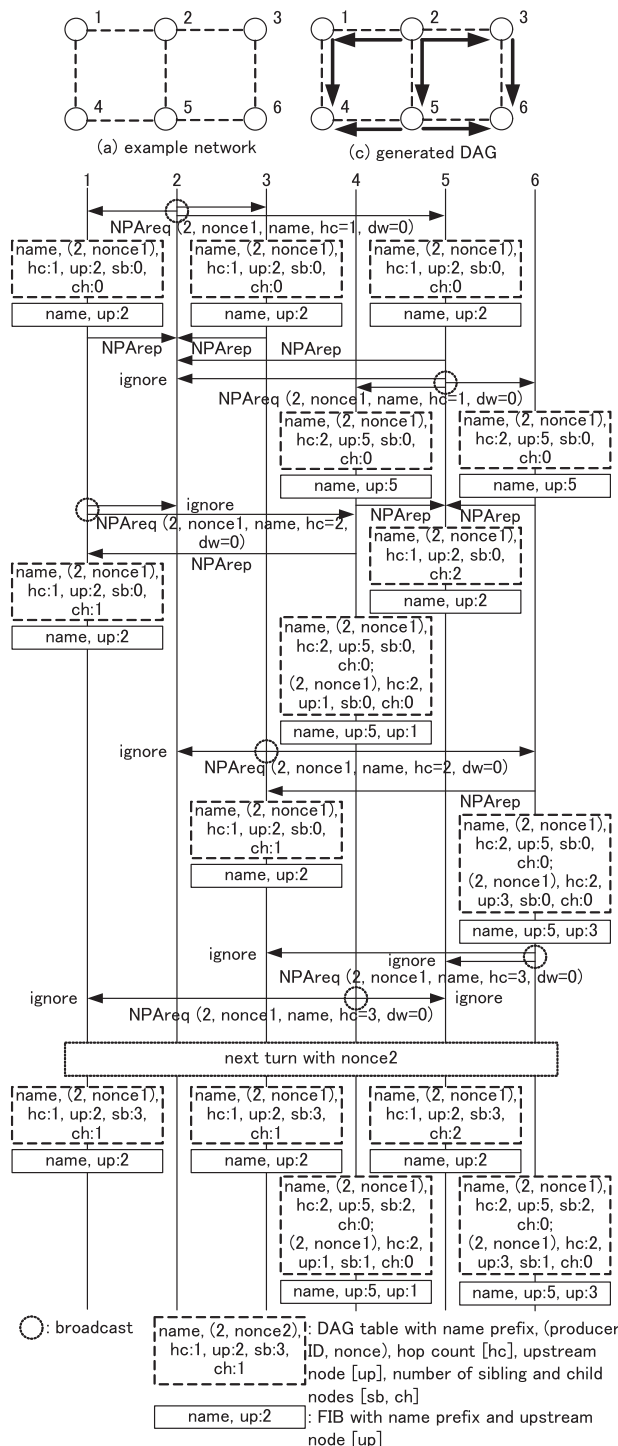 1 2 3
4 5 6
(a) example network
1 2 3
4 5 6
(c) generated DAG
1 2 3 4 5 6
NPAreq (2, nonce1, name, hc=1, dw=0)
name, (2, nonce1),
hc:1, up:2, sb:0,
ch:0
name, (2, nonce1),
hc:1, up:2, sb:0,
ch:0
name, (2, nonce1),
hc:1, up:2, sb:0,
ch:0
name, up:2
name, up:2
name, up:2
NPArep NPArep NPArep
ignore
NPAreq (2, nonce1, name, hc=1, dw=0)
name, (2, nonce1),
hc:2, up:5, sb:0,
ch:0
name, (2, nonce1),
hc:2, up:5, sb:0,
ch:0
name, up:5
name, up:5
ignore
NPAreq (2, nonce1, name, hc=2,
dw=0)
NPArep NPArep
NPArep
name, (2, nonce1),
hc:1, up:2, sb:0,
ch:2
name, up:2
name, (2, nonce1),
hc:1, up:2, sb:0,
ch:1
name, up:2
name, (2, nonce1),
hc:2, up:5, sb:0,
ch:0;
(2, nonce1), hc:2,
up:1, sb:0, ch:0
name, up:5, up:1
ignore
NPAreq (2, nonce1, name, hc=2, dw=0)
NPArep
name, (2, nonce1),
hc:1, up:2, sb:0,
ch:1
name, up:2
name, (2, nonce1),
hc:2, up:5, sb:0,
ch:0;
(2, nonce1), hc:2,
up:3, sb:0, ch:0
name, up:5, up:3
ignore
ignore
NPAreq (2, nonce1, name, hc=3, dw=0)
ignore
ignore
NPAreq (2, nonce1, name, hc=3, dw=0)
next turn with nonce2
name, (2, nonce1),
hc:1, up:2, sb:3,
ch:1
name, (2, nonce1),
hc:1, up:2, sb:3,
ch:1
name, (2, nonce1),
hc:1, up:2, sb:3,
ch:2
name, up:2
name, up:2
name, up:2
name, (2, nonce1),
hc:2, up:5, sb:2,
ch:0;
(2, nonce1), hc:2,
up:1, sb:1, ch:0
name, (2, nonce1),
hc:2, up:5, sb:2,
ch:0;
(2, nonce1), hc:2,
up:3, sb:1, ch:0
name, up:5, up:1
name, up:5, up:3
: broadcast
name, (2, nonce2),
hc:1, up:2, sb:3,
ch:1
: DAG table with name prefix, (producer
ID, nonce), hop count [hc], upstream
node [up], number of sibling and child
nodes [sb, ch]
name, up:2
: FIB with name prefix and upstream
node [up]